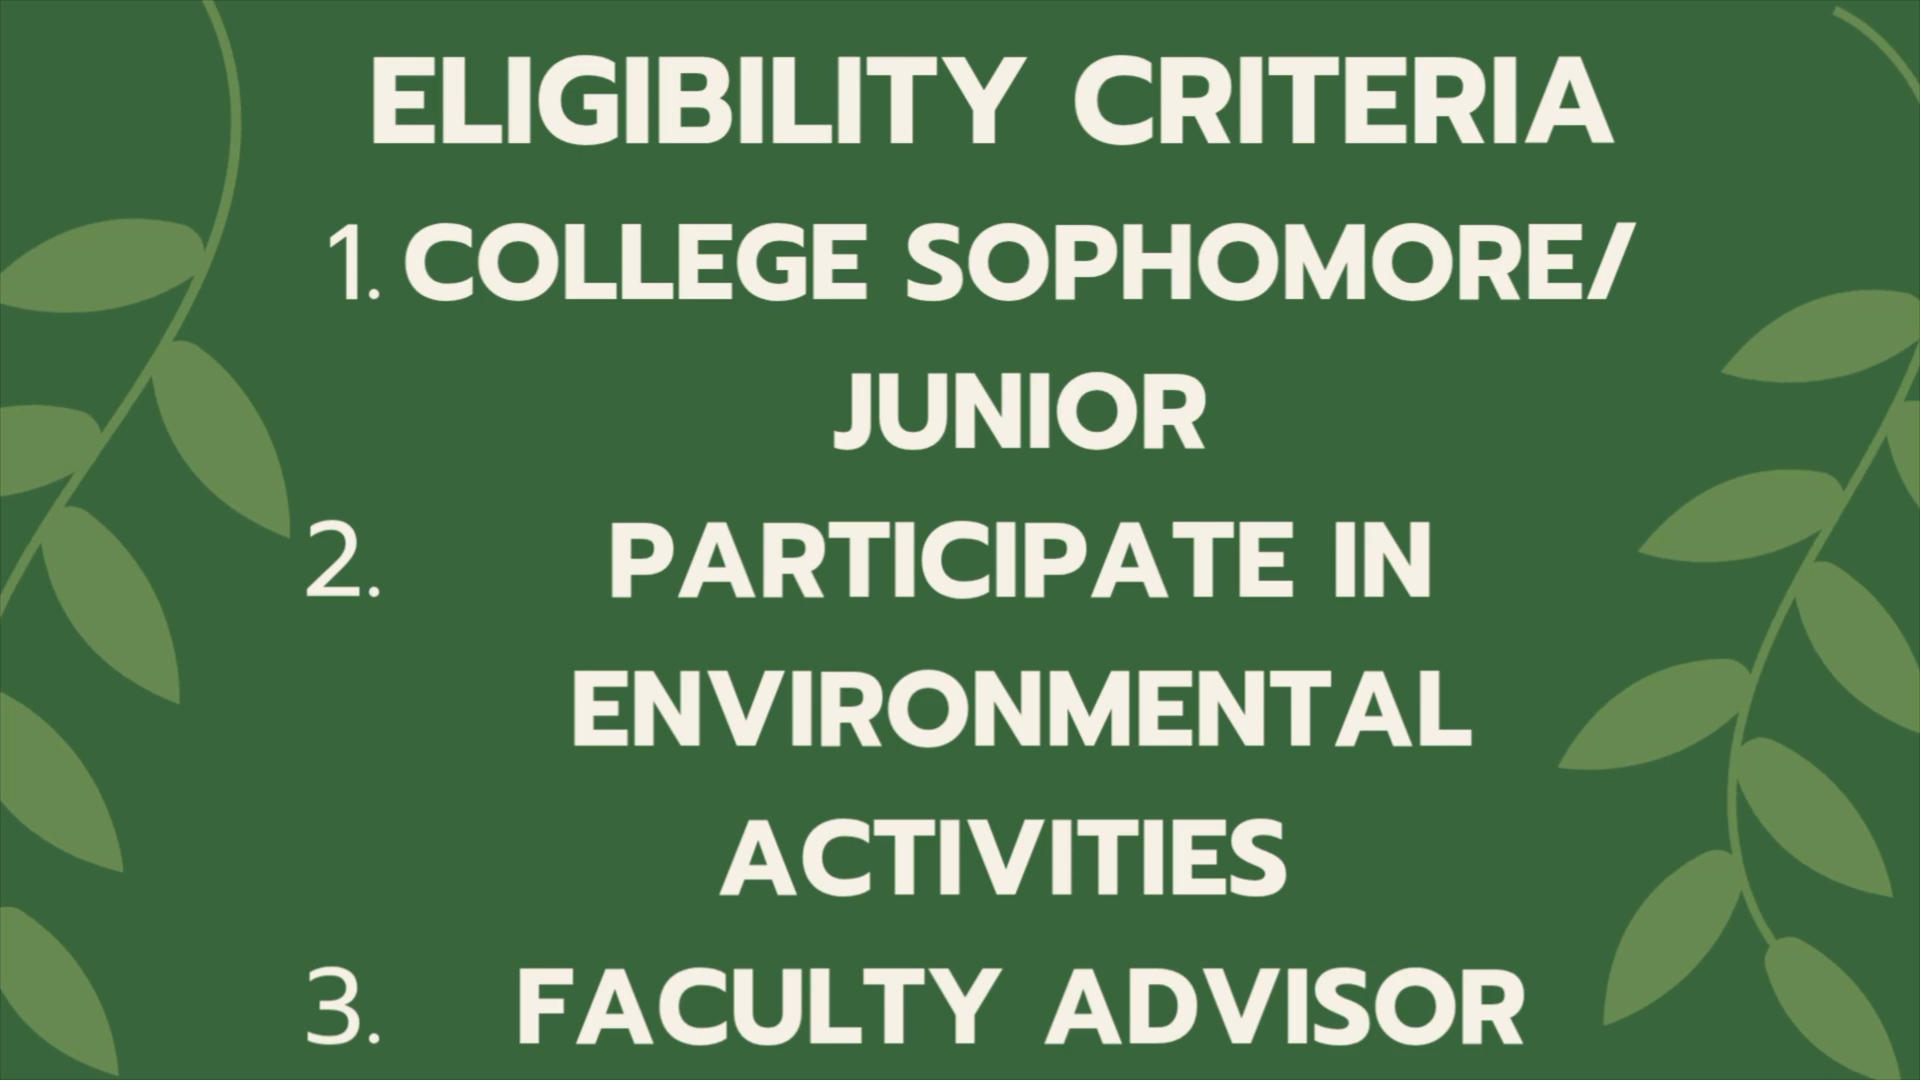 ELIGIBILITY CRITERIA
1. COLLEGE SOPHOMORE/
JUNIOR
2. PARTICIPATE IN
ENVIRONMENTAL
ACTIVITIES
3. FACULTY ADVISOR